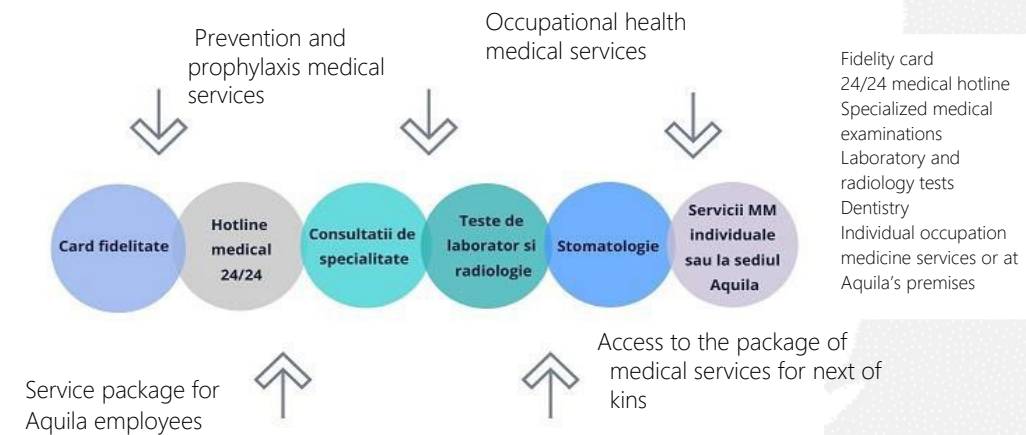 Prevention and
prophylaxis medical
services
Occupational health
medical services
Fidelity card
24/24 medical hotline
Specialized medical
examinations
Laboratory and
radiology tests
Dentistry
Individual occupation
medicine services or at
Aquila's premises
Card fidelitate
Hotline
medical
24/24
Consultatii de
specialitate
Teste de
laborator si
radiologie
Stomatologie
Servicii MM
individuale
sau la sediul
Aquila
Service package for
Aquila employees
Access to the package of
medical services for next of
kins